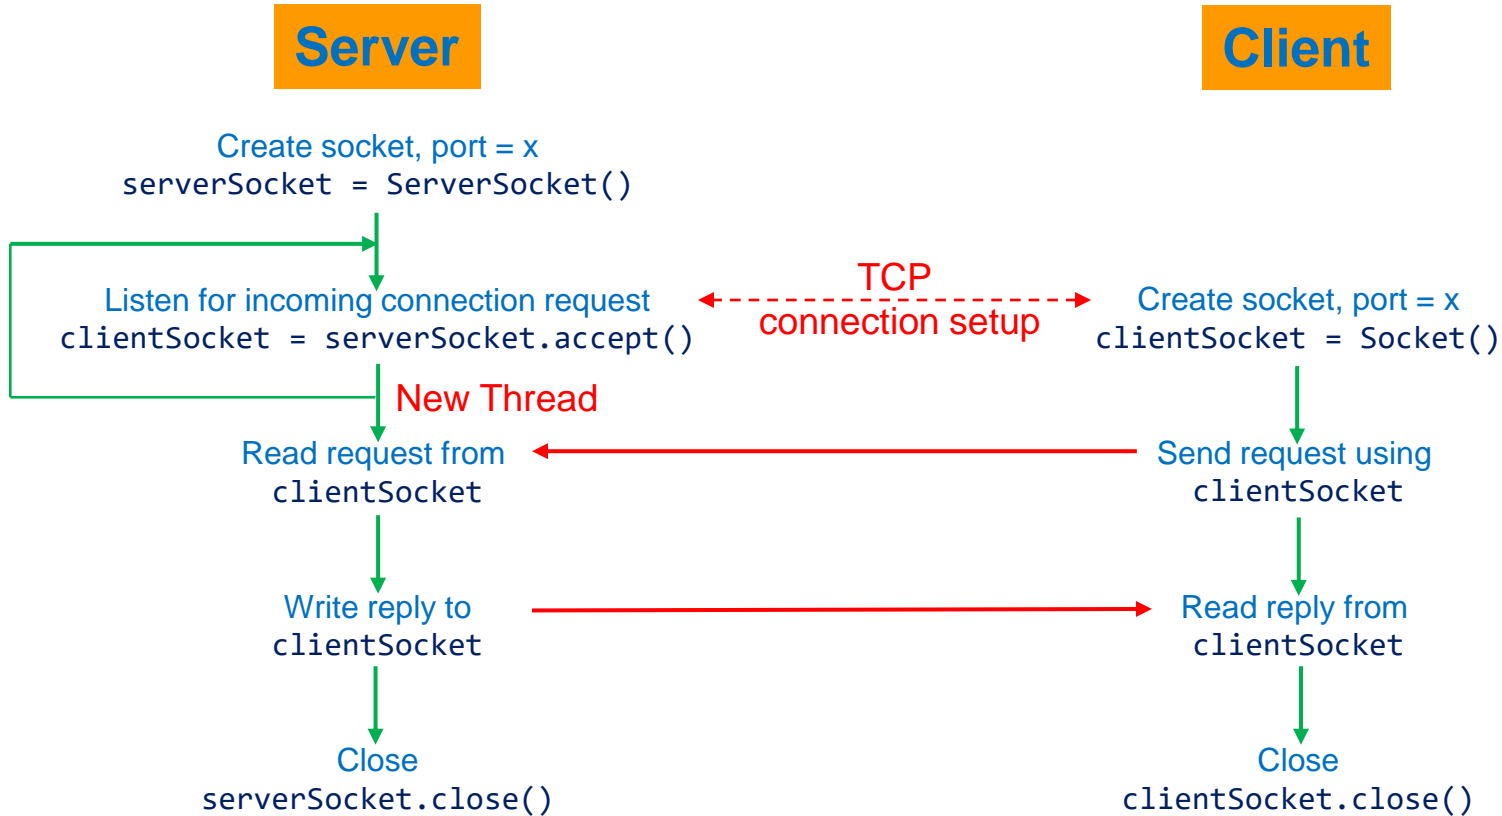 Server
Client
Create socket, port = x
serverSocket = ServerSocket()
Listen for incoming connection request
clientSocket = serverSocket.accept()
TCP
connection setup
Create socket, port = x
clientSocket = Socket()
New Thread
Read request from
clientSocket
Send request using
clientSocket
Write reply to
clientSocket
Read reply from
clientSocket
Close
serverSocket.close()
Close
clientSocket.close()